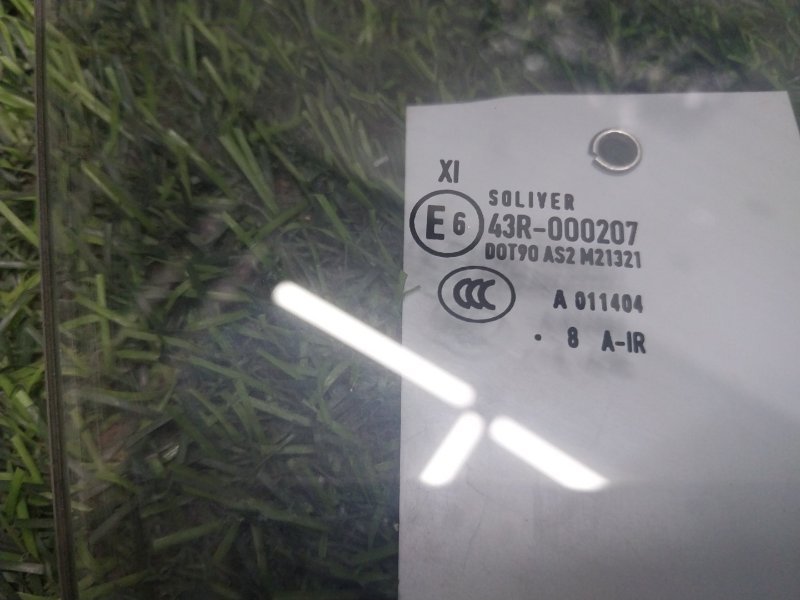 XI
SOLIVER
E6 43R-000207
DOT90 AS2 M21321
CCC A 011404
. 8 A-IR